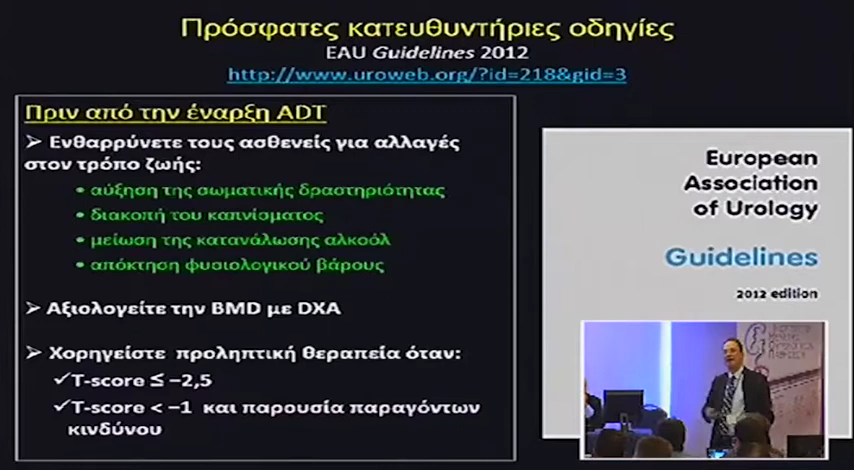 Πρόσφατες κατευθυντήριες οδηγίες
EAU Guidelines 2012
http://www.uroweb.org/?id=218&gid=3
Πριν από την έναρξη ADT
➢ Ενθαρρύνετε τους ασθενείς για αλλαγές
στον τρόπο ζωής:
• αύξηση της σωματικής δραστηριότητας
• διακοπή του καπνίσματος
• μείωση της κατανάλωσης αλκοόλ
• απόκτηση φυσιολογικού βάρους
➢ Αξιολογείτε την BMD με DXA
➢ Χορηγείστε προληπτική θεραπεία όταν:
✓T-score ≤ –2,5
✓T-score < –1 και παρουσία παραγόντων
κινδύνου
European
Association
of Urology
Guidelines
2012 edition